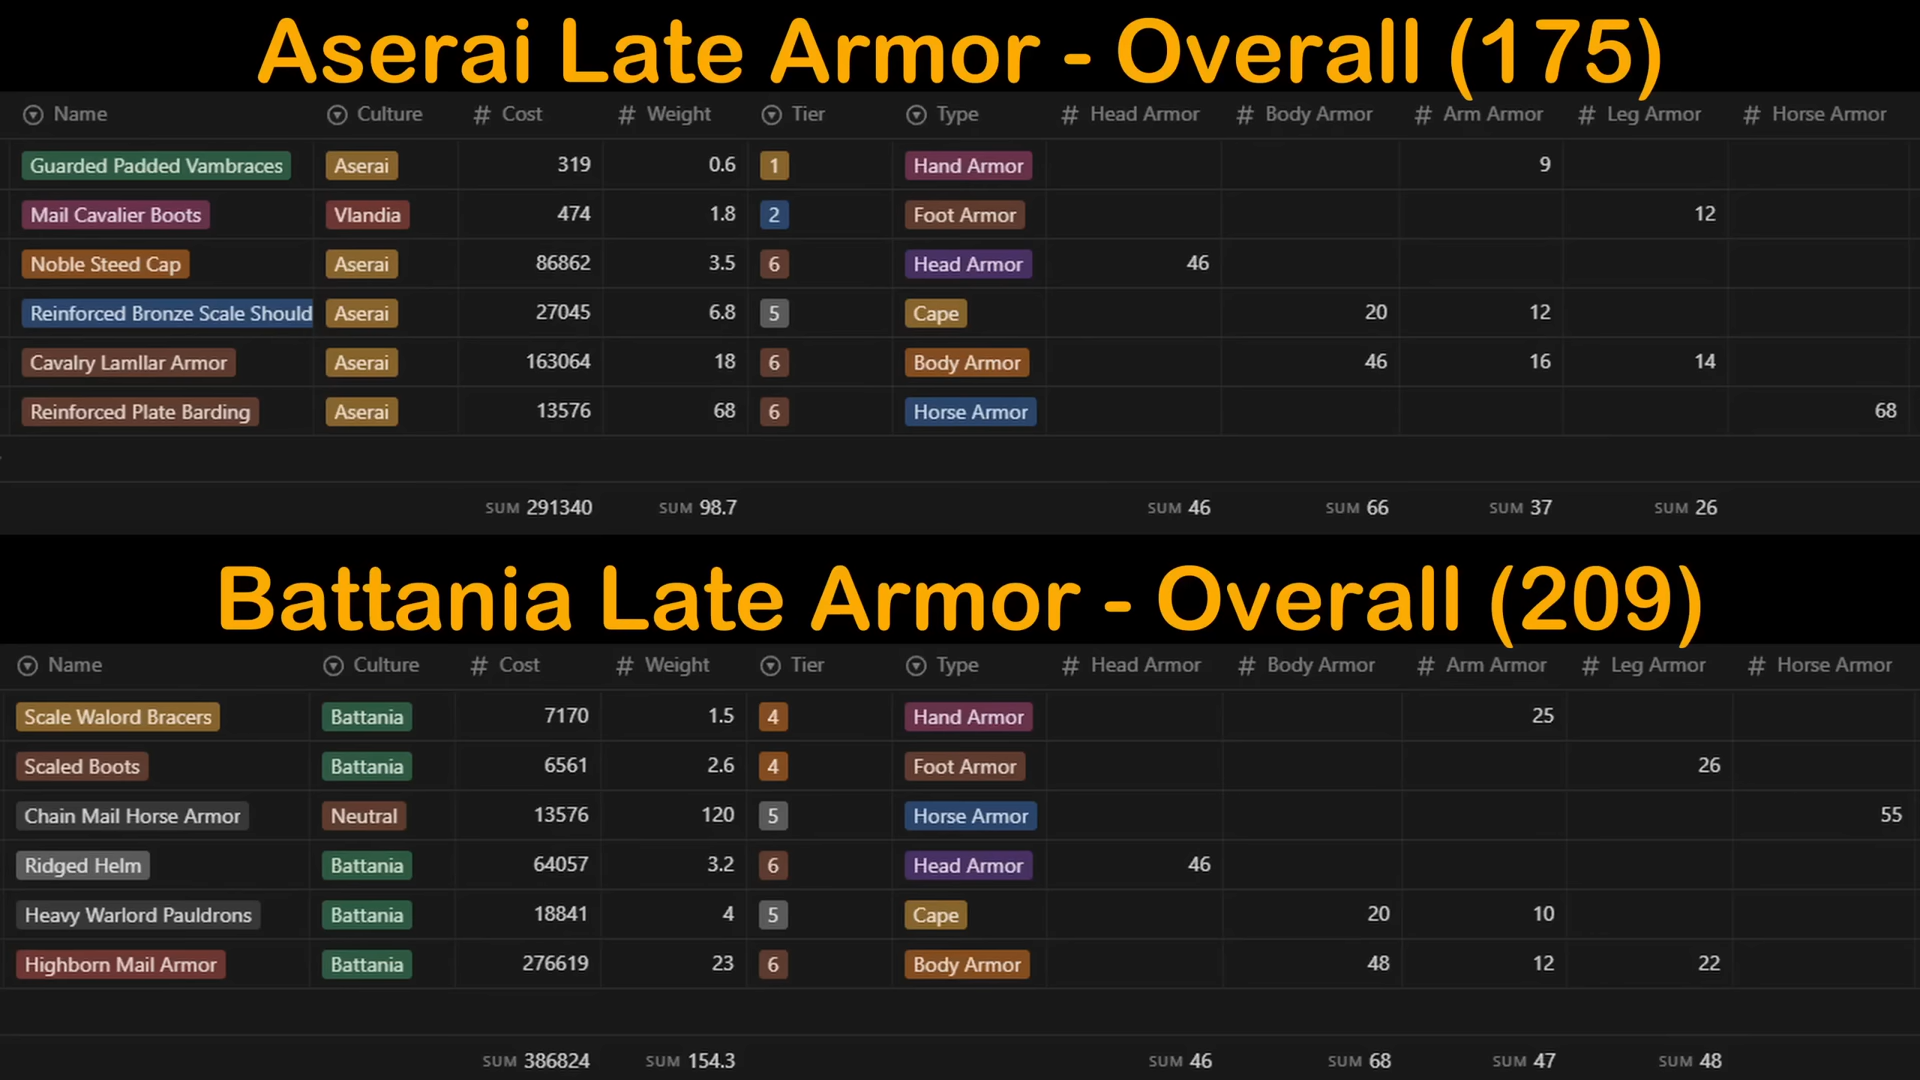 Aserai Late Armor - Overall (175)
Name Culture # Cost # Weight Tier Type # Head Armor # Body Armor # Arm Armor # Leg Armor # Horse Armor
Guarded Padded Vambraces Aserai 319 0.6 1 Hand Armor 9
Mail Cavalier Boots Vlandia 474 1.8 2 Foot Armor 12
Noble Steed Cap Aserai 86862 3.5 6 Head Armor 46
Reinforced Bronze Scale Should Aserai 27045 6.8 5 Cape 20 12
Cavalry Lamllar Armor Aserai 163064 18 6 Body Armor 46 16 14
Reinforced Plate Barding Aserai 13576 68 6 Horse Armor 68
SUM 291340 SUM 98.7 SUM 46 SUM 66 SUM 37 SUM 26
Battania Late Armor - Overall (209)
Name Culture # Cost # Weight Tier Type # Head Armor # Body Armor # Arm Armor # Leg Armor # Horse Armor
Scale Walord Bracers Battania 7170 1.5 4 Hand Armor 25
Scaled Boots Battania 6561 2.6 4 Foot Armor 26
Chain Mail Horse Armor Neutral 13576 120 5 Horse Armor 55
Ridged Helm Battania 64057 3.2 6 Head Armor 46
Heavy Warlord Pauldrons Battania 18841 4 5 Cape 20 10
Highborn Mail Armor Battania 276619 23 6 Body Armor 48 12 22
SUM 386824 SUM 154.3 SUM 46 SUM 68 SUM 47 SUM 48